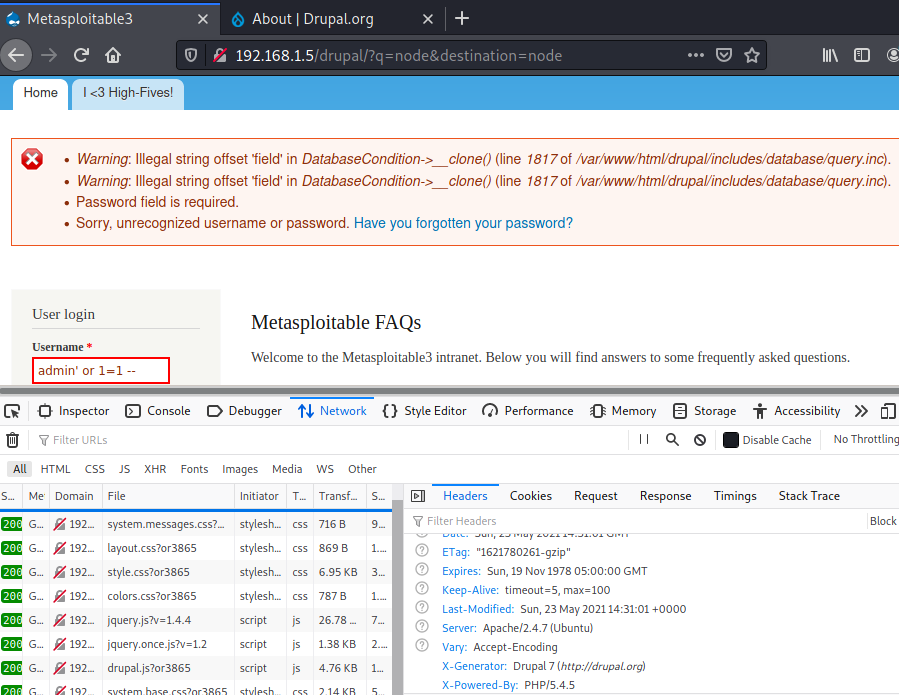 Metasploitable3
About | Drupal.org
192.168.1.5/drupal/?q=node&destination=node
Home
I <3 High-Fives!
Warning: Illegal string offset 'field' in DatabaseCondition->__clone() (line 1817 of /var/www/html/drupal/includes/database/query.inc).
Warning: Illegal string offset 'field' in DatabaseCondition->__clone() (line 1817 of /var/www/html/drupal/includes/database/query.inc).
Password field is required.
Sorry, unrecognized username or password. Have you forgotten your password?
User login
Username *
admin' or 1=1 --
Metasploitable FAQs
Welcome to the Metasploitable3 intranet. Below you will find answers to some frequently asked questions.
Inspector Console Debugger Network {} Style Editor Performance Memory Storage Accessibility
Filter URLs
Disable Cache No Throttling
All HTML CSS JS XHR Fonts Images Media WS Other
S... Me Domain File Initiator T... Transf... S...
200 G... 192... system.messages.css?... stylesh... css 716 B 9...
200 G... 192... layout.css?or3865 stylesh... css 869 B 1...
200 G... 192... style.css?or3865 stylesh... css 6.95 KB 3...
200 G... 192... colors.css?or3865 stylesh... css 787 B 1...
200 G... 192... jquery.js?v=1.4.4 script js 26.78 ... 7...
200 G... 192... jquery.once.js?v=1.2 script js 1.38 KB 2...
200 G... 192... drupal.js?or3865 script js 4.76 KB 1...
200 G... 192... system.base.css?or3865 stylesh... css 2.14 KB 5...
Headers Cookies Request Response Timings Stack Trace
Filter Headers Block
Date: Sun, 23 May 2021 14:31:01 GMT
ETag: "1621780261-gzip"
Expires: Sun, 19 Nov 1978 05:00:00 GMT
Keep-Alive: timeout=5, max=100
Last-Modified: Sun, 23 May 2021 14:31:01 +0000
Server: Apache/2.4.7 (Ubuntu)
Vary: Accept-Encoding
X-Generator: Drupal 7 (http://drupal.org)
X-Powered-By: PHP/5.4.5